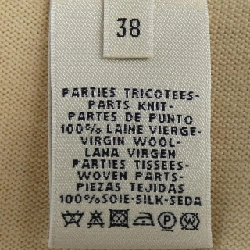 38
PARTIES TRICOTEES-
PARTS KNIT-
PARTES DE PUNTO
100% LAINE VIERGE-
VIRGIN WOOL-
LANA VIRGEN
PARTIES TISSEES-
WOVEN PARTS-
PIEZAS TEJIDAS
100%SOIE-SILK-SEDA